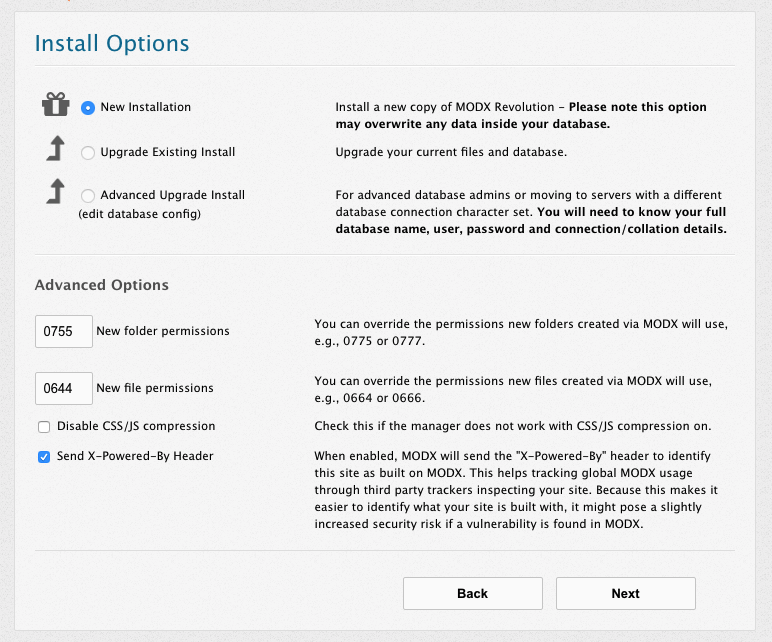 Install Options
New Installation
Install a new copy of MODX Revolution – Please note this option
may overwrite any data inside your database.
Upgrade Existing Install
Upgrade your current files and database.
Advanced Upgrade Install
(edit database config)
For advanced database admins or moving to servers with a different
database connection character set. You will need to know your full
database name, user, password and connection/collation details.
Advanced Options
0755 New folder permissions
You can override the permissions new folders created via MODX will use,
e.g., 0775 or 0777.
0644 New file permissions
You can override the permissions new files created via MODX will use,
e.g., 0664 or 0666.
Disable CSS/JS compression
Check this if the manager does not work with CSS/JS compression on.
Send X-Powered-By Header
When enabled, MODX will send the "X-Powered-By" header to identify
this site as built on MODX. This helps tracking global MODX usage
through third party trackers inspecting your site. Because this makes it
easier to identify what your site is built with, it might pose a slightly
increased security risk if a vulnerability is found in MODX.
Back
Next